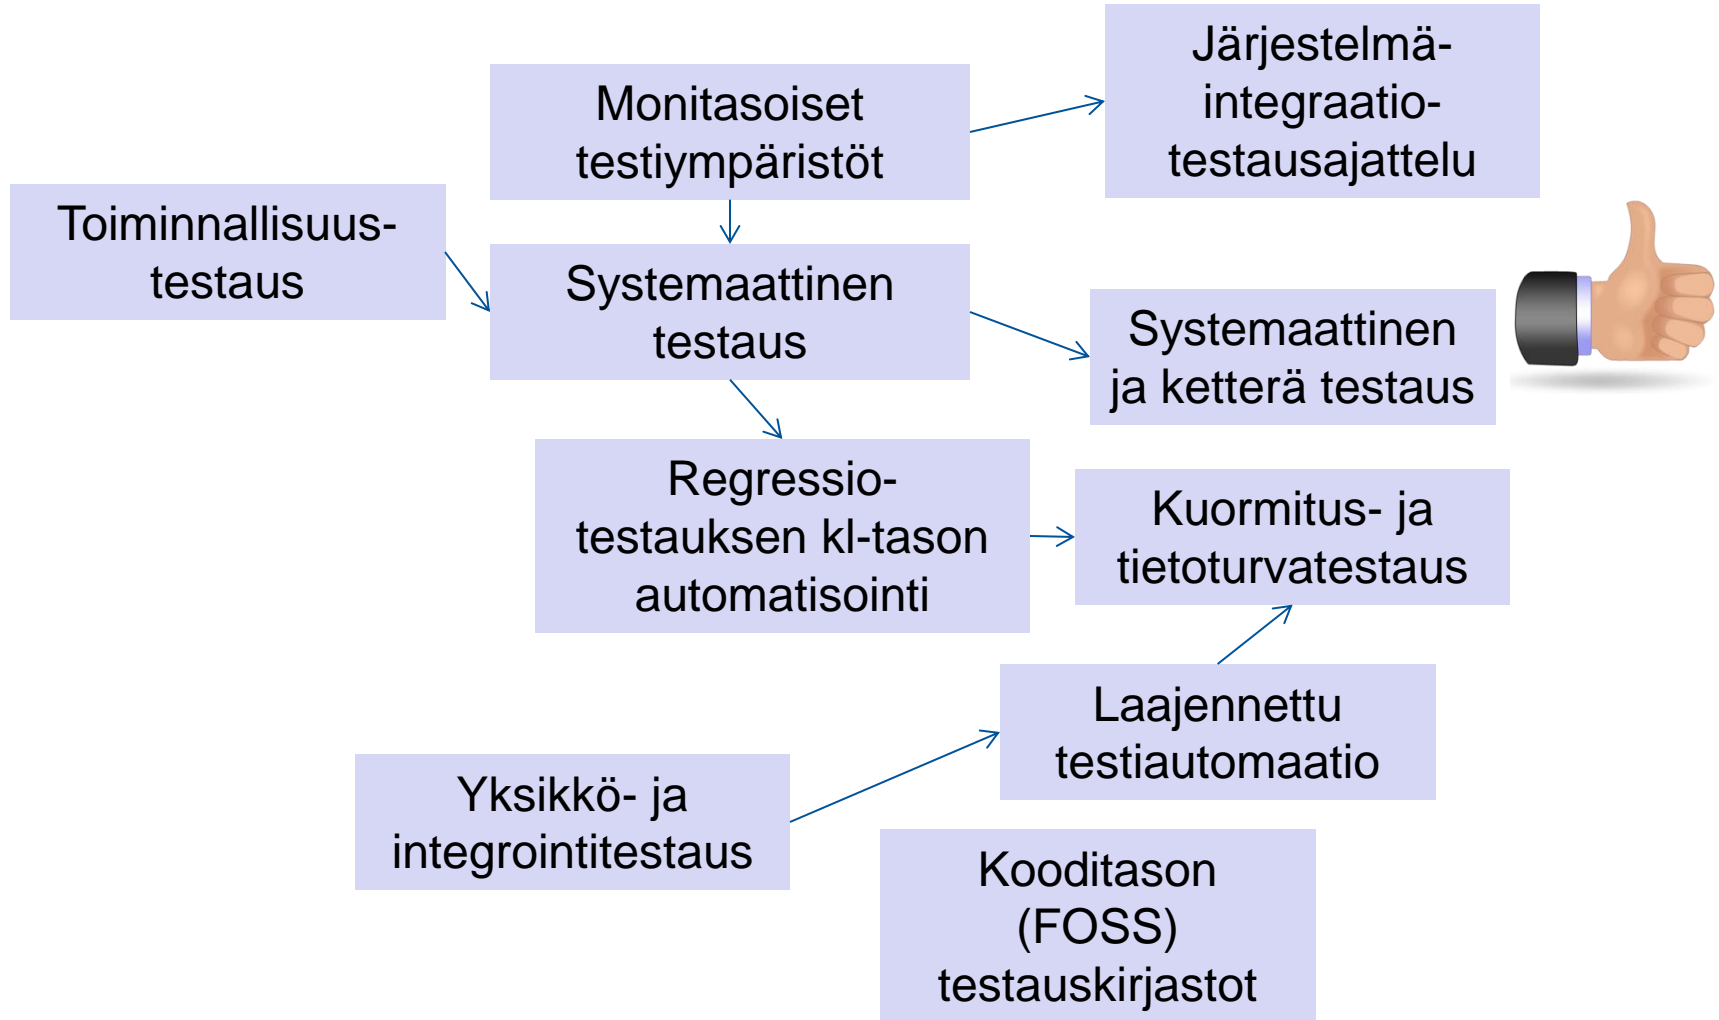 Järjestelmä-
integraatio-
testausajattelu
Monitasoiset
testiympäristöt
Toiminnallisuus-
testaus
Systemaattinen
testaus
Systemaattinen
ja ketterä testaus
Regressio-
testauksen kl-tason
automatisointi
Kuormitus- ja
tietoturvatestaus
Laajennettu
testiautomaatio
Yksikkö- ja
integrointitestaus
Kooditason
(FOSS)
testauskirjastot